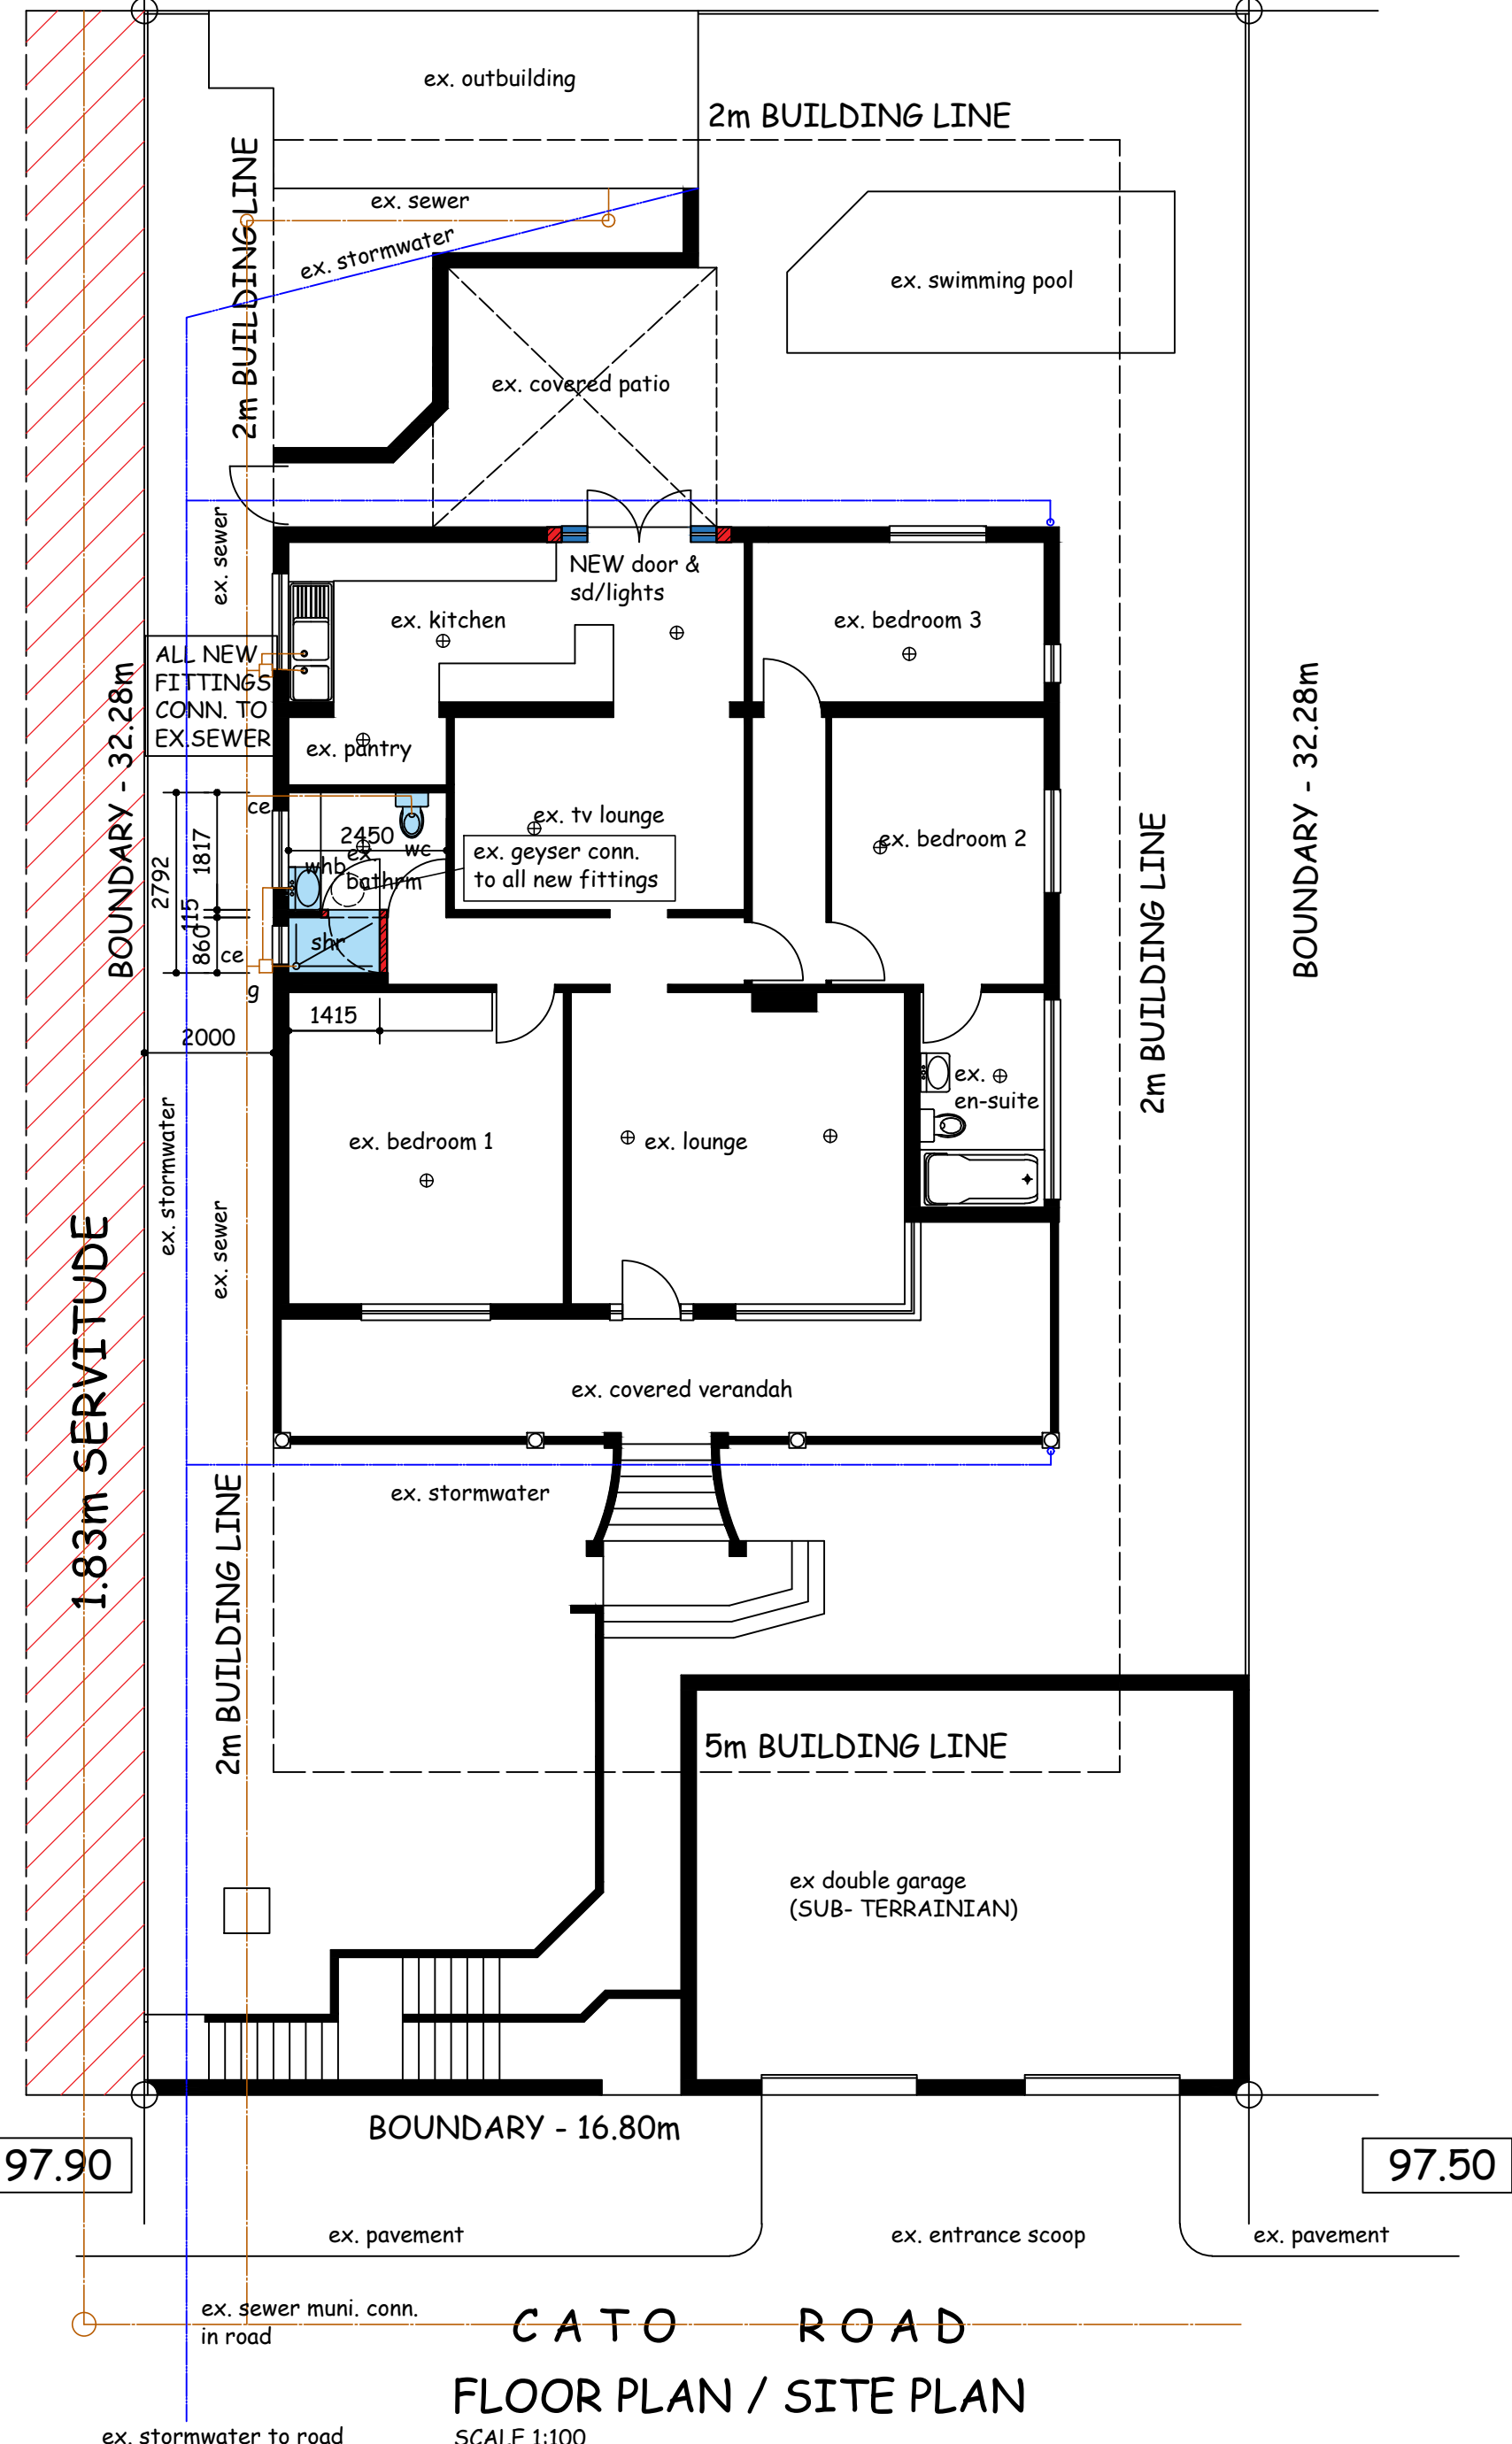 ex. outbuilding
2m BUILDING LINE
2m BUILDING LINE
ex. sewer
ex. stormwater
ex. swimming pool
ex. covered patio
ex. sewer
NEW door &
sd/lights
ex. kitchen
ex. bedroom 3
ALL NEW
FITTINGS
CONN. TO
EX.SEWER
BOUNDARY - 32.28m
BOUNDARY - 32.28m
ex. pantry
ce
ex. tv lounge
2450
wc
ex. bedroom 2
ex. geyser conn.
to all new fittings
whb
ex.
bathrm
1817
2792
115
860
ce
shr
g
1415
2000
2m BUILDING LINE
ex.
en-suite
ex. stormwater
ex. sewer
ex. bedroom 1
ex. lounge
1.83m SERVITUDE
ex. covered verandah
ex. stormwater
2m BUILDING LINE
5m BUILDING LINE
ex double garage
(SUB- TERRAINIAN)
BOUNDARY - 16.80m
97.90
97.50
ex. pavement
ex. entrance scoop
ex. pavement
ex. sewer muni. conn.
in road
CATO ROAD
FLOOR PLAN / SITE PLAN
ex. stormwater to road
SCALE 1:100